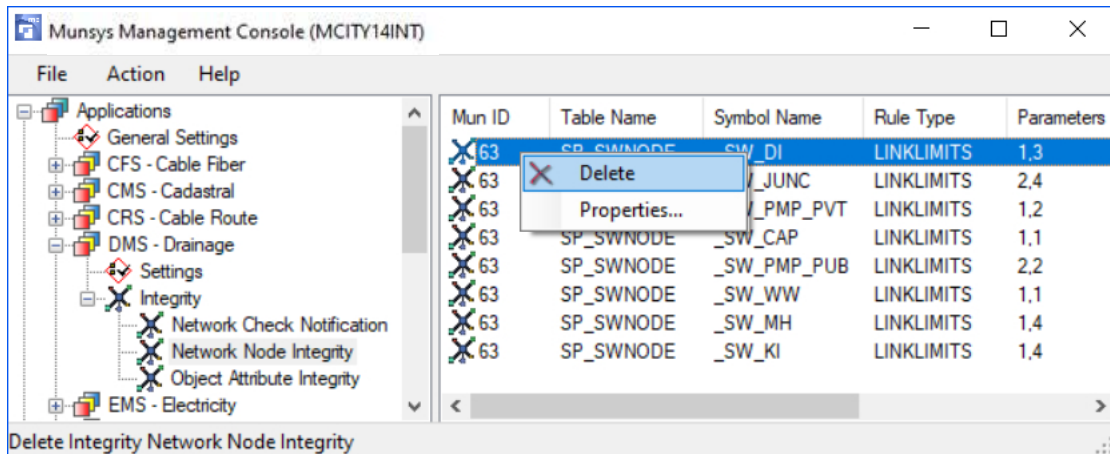 Munsys Management Console (MCITY14INT)
File Action Help
Applications
General Settings
CFS - Cable Fiber
CMS - Cadastral
CRS - Cable Route
DMS - Drainage
Settings
Integrity
Network Check Notification
Network Node Integrity
Object Attribute Integrity
EMS - Electricity
Mun ID Table Name Symbol Name Rule Type Parameters
63 SP_SWNODE _SW_DI LINKLIMITS 1,3
63 _JUNC LINKLIMITS 2,4
63 _PMP_PVT LINKLIMITS 1,2
63 SP_SWNODE _SW_CAP LINKLIMITS 1,1
63 SP_SWNODE _SW_PMP_PUB LINKLIMITS 2,2
63 SP_SWNODE _SW_WW LINKLIMITS 1,1
63 SP_SWNODE _SW_MH LINKLIMITS 1,4
63 SP_SWNODE _SW_KI LINKLIMITS 1,4
Delete
Properties...
Delete Integrity Network Node Integrity